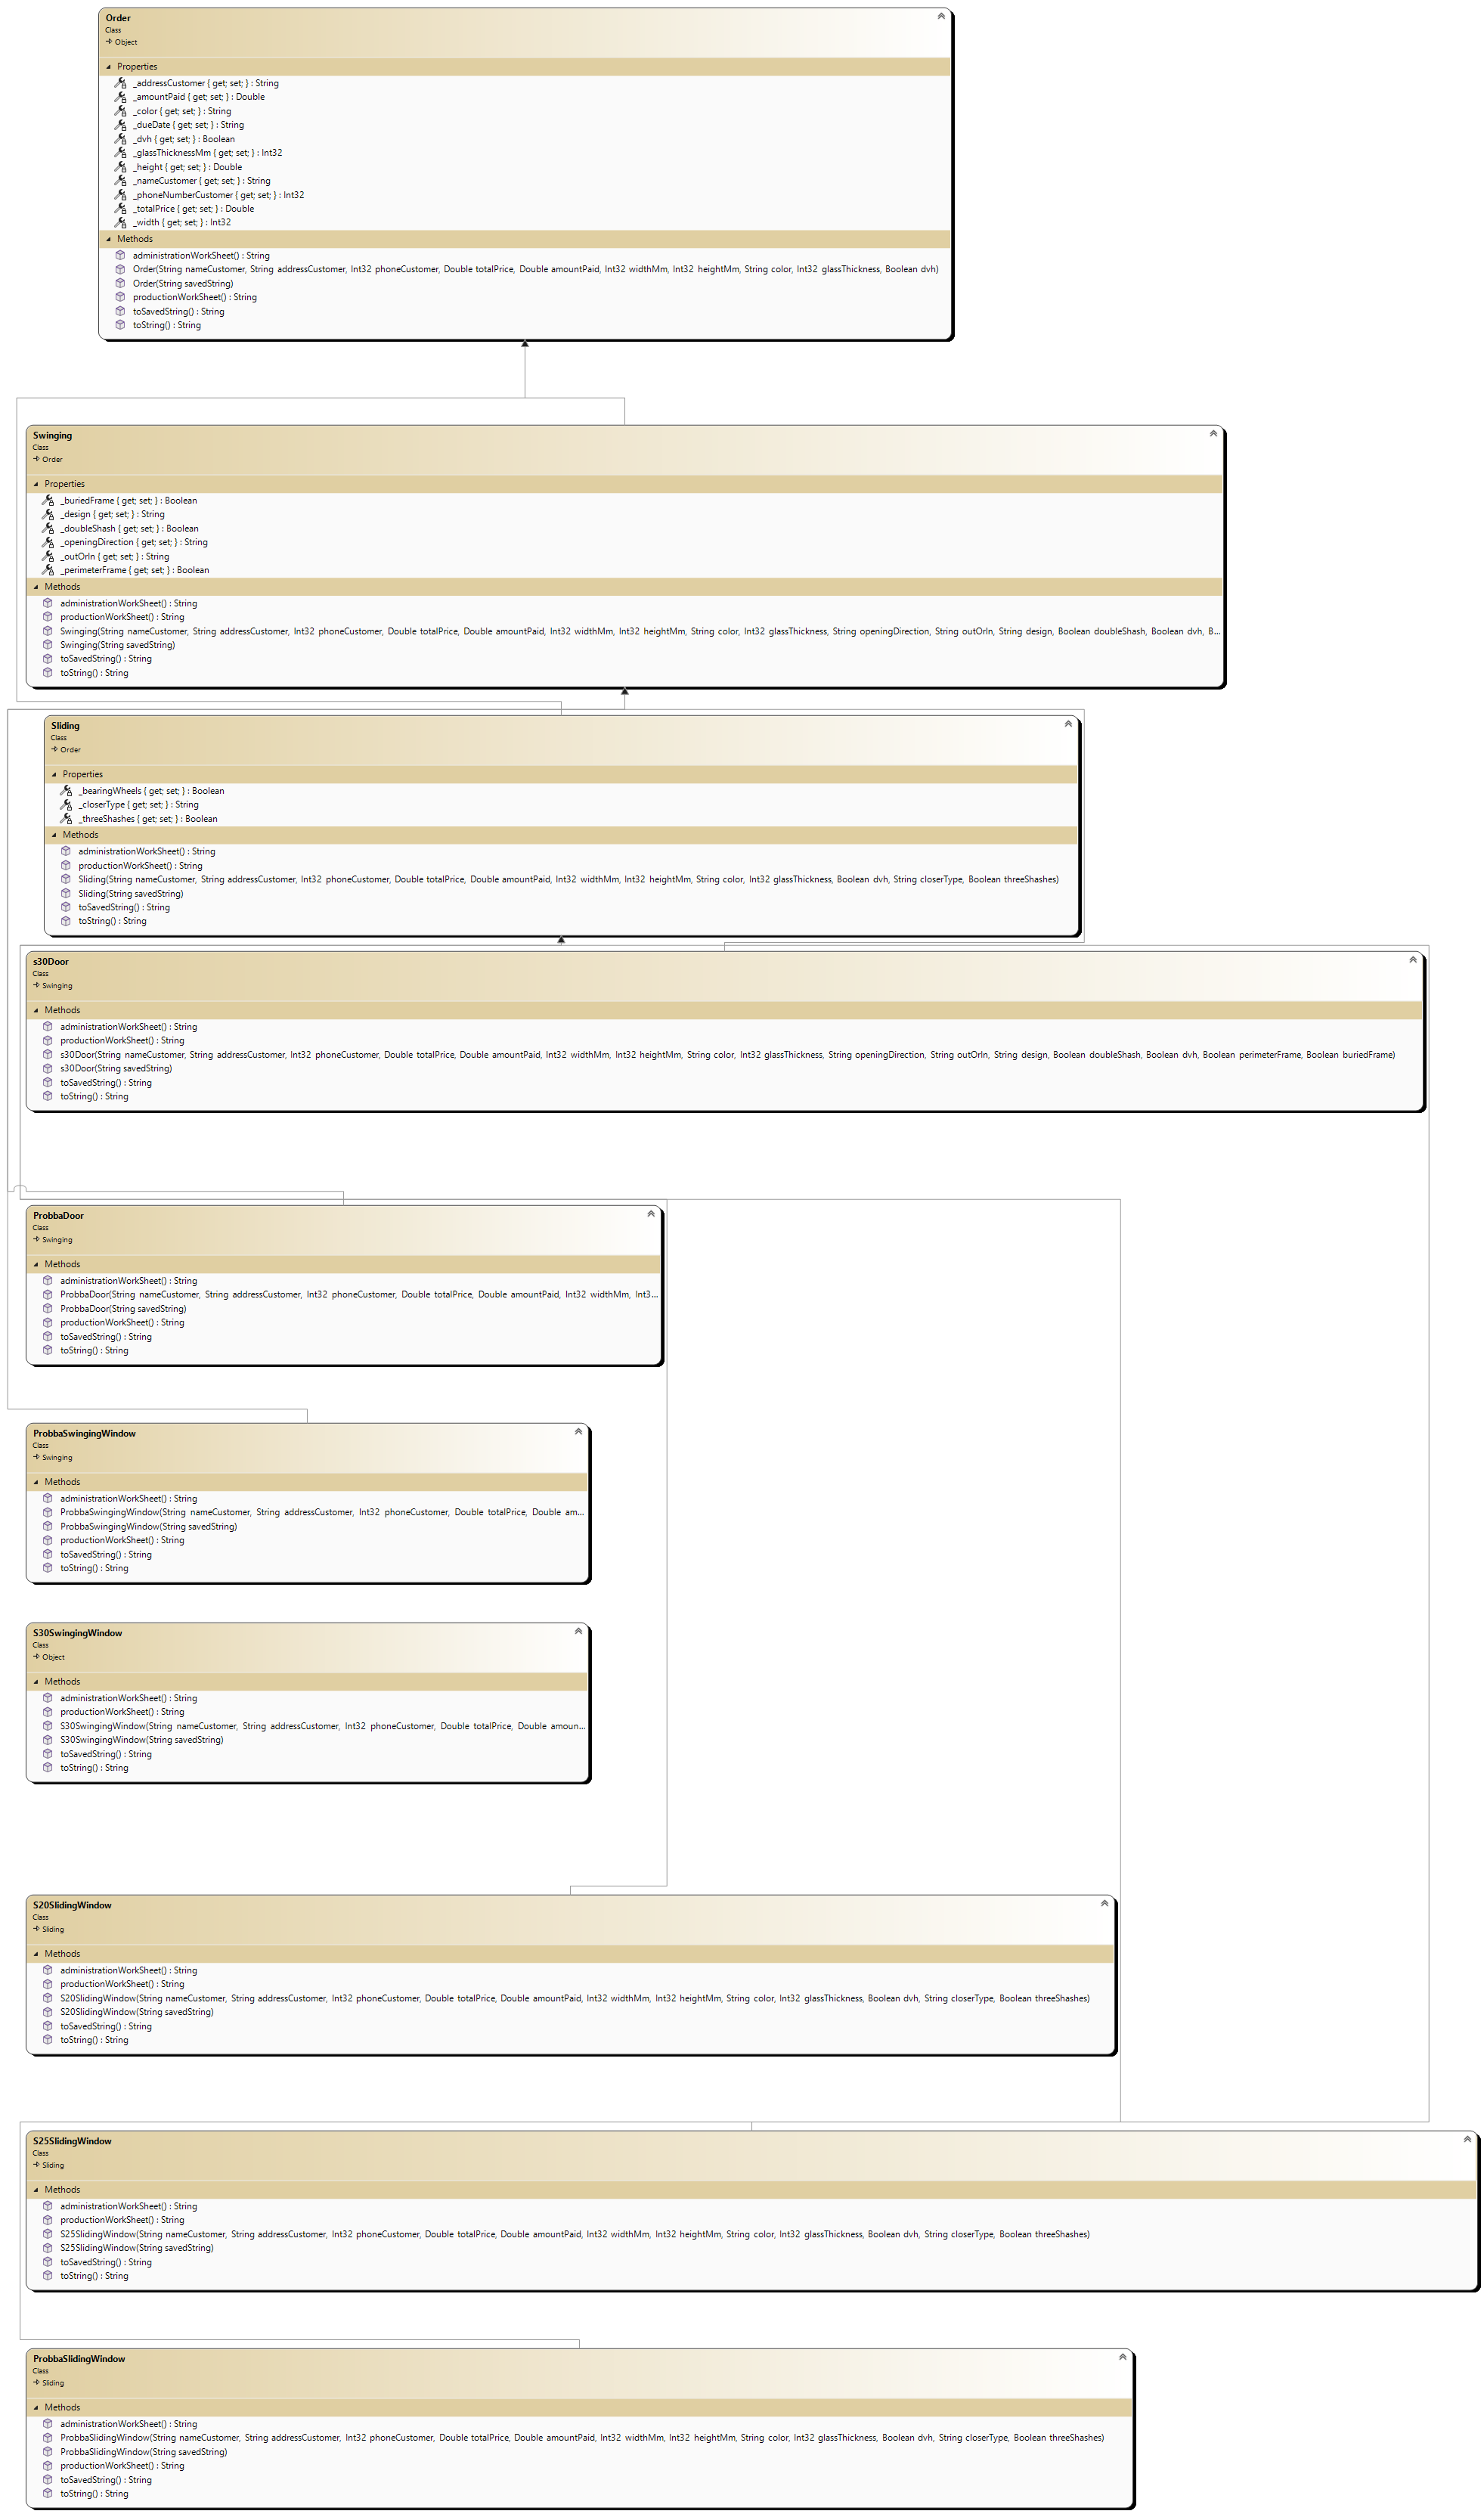 Order
Class
Object
Properties
_addressCustomer { get; set; } : String
_amountPaid { get; set; } : Double
_color { get; set; } : String
_dueDate { get; set; } : String
_dvh { get; set; } : Boolean
_glassThicknessMm { get; set; } : Int32
_height { get; set; } : Double
_nameCustomer { get; set; } : String
_phoneNumberCustomer { get; set; } : Int32
_totalPrice { get; set; } : Double
_width { get; set; } : Int32
Methods
administrationWorkSheet() : String
Order(String nameCustomer, String addressCustomer, Int32 phoneCustomer, Double totalPrice, Double amountPaid, Int32 widthMm, Int32 heightMm, String color, Int32 glassThickness, Boolean dvh)
Order(String savedString)
productionWorkSheet() : String
toSavedString() : String
toString() : String
Swinging
Class
Order
Properties
_buriedFrame { get; set; } : Boolean
_design { get; set; } : String
_doubleShash { get; set; } : Boolean
_openingDirection { get; set; } : String
_outOrIn { get; set; } : String
_perimeterFrame { get; set; } : Boolean
Methods
administrationWorkSheet() : String
productionWorkSheet() : String
Swinging(String nameCustomer, String addressCustomer, Int32 phoneCustomer, Double totalPrice, Double amountPaid, Int32 widthMm, Int32 heightMm, String color, Int32 glassThickness, String openingDirection, String outOrIn, String design, Boolean doubleShash, Boolean dvh, B...
Swinging(String savedString)
toSavedString() : String
toString() : String
Sliding
Class
Order
Properties
_bearingWheels { get; set; } : Boolean
_closerType { get; set; } : String
_threeShashes { get; set; } : Boolean
Methods
administrationWorkSheet() : String
productionWorkSheet() : String
Sliding(String nameCustomer, String addressCustomer, Int32 phoneCustomer, Double totalPrice, Double amountPaid, Int32 widthMm, Int32 heightMm, String color, Int32 glassThickness, Boolean dvh, String closerType, Boolean threeShashes)
Sliding(String savedString)
toSavedString() : String
toString() : String
s30Door
Class
Swinging
Methods
administrationWorkSheet() : String
productionWorkSheet() : String
s30Door(String nameCustomer, String addressCustomer, Int32 phoneCustomer, Double totalPrice, Double amountPaid, Int32 widthMm, Int32 heightMm, String color, Int32 glassThickness, String openingDirection, String outOrIn, String design, Boolean doubleShash, Boolean dvh, Boolean perimeterFrame, Boolean buriedFrame)
s30Door(String savedString)
toSavedString() : String
toString() : String
ProbbaDoor
Class
Swinging
Methods
administrationWorkSheet() : String
ProbbaDoor(String nameCustomer, String addressCustomer, Int32 phoneCustomer, Double totalPrice, Double amountPaid, Int32 widthMm, Int3...
ProbbaDoor(String savedString)
productionWorkSheet() : String
toSavedString() : String
toString() : String
ProbbaSwingingWindow
Class
Swinging
Methods
administrationWorkSheet() : String
ProbbaSwingingWindow(String nameCustomer, String addressCustomer, Int32 phoneCustomer, Double totalPrice, Double am...
ProbbaSwingingWindow(String savedString)
productionWorkSheet() : String
toSavedString() : String
toString() : String
S30SwingingWindow
Class
Object
Methods
administrationWorkSheet() : String
productionWorkSheet() : String
S30SwingingWindow(String nameCustomer, String addressCustomer, Int32 phoneCustomer, Double totalPrice, Double amoun...
S30SwingingWindow(String savedString)
toSavedString() : String
toString() : String
S20SlidingWindow
Class
Sliding
Methods
administrationWorkSheet() : String
productionWorkSheet() : String
S20SlidingWindow(String nameCustomer, String addressCustomer, Int32 phoneCustomer, Double totalPrice, Double amountPaid, Int32 widthMm, Int32 heightMm, String color, Int32 glassThickness, Boolean dvh, String closerType, Boolean threeShashes)
S20SlidingWindow(String savedString)
toSavedString() : String
toString() : String
S25SlidingWindow
Class
Sliding
Methods
administrationWorkSheet() : String
productionWorkSheet() : String
S25SlidingWindow(String nameCustomer, String addressCustomer, Int32 phoneCustomer, Double totalPrice, Double amountPaid, Int32 widthMm, Int32 heightMm, String color, Int32 glassThickness, Boolean dvh, String closerType, Boolean threeShashes)
S25SlidingWindow(String savedString)
toSavedString() : String
toString() : String
ProbbaSlidingWindow
Class
Sliding
Methods
administrationWorkSheet() : String
ProbbaSlidingWindow(String nameCustomer, String addressCustomer, Int32 phoneCustomer, Double totalPrice, Double amountPaid, Int32 widthMm, Int32 heightMm, String color, Int32 glassThickness, Boolean dvh, String closerType, Boolean threeShashes)
ProbbaSlidingWindow(String savedString)
productionWorkSheet() : String
toSavedString() : String
toString() : String